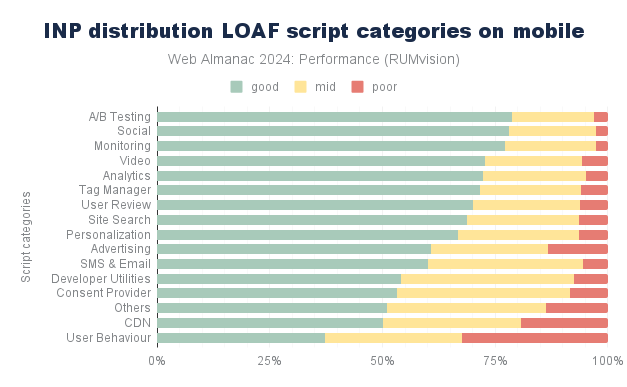 INP distribution LOAF script categories on mobile
Web Almanac 2024: Performance (RUMvision)
good mid poor
Script categories
A/B Testing
Social
Monitoring
Video
Analytics
Tag Manager
User Review
Site Search
Personalization
Advertising
SMS & Email
Developer Utilities
Consent Provider
Others
CDN
User Behaviour
0% 25% 50% 75% 100%